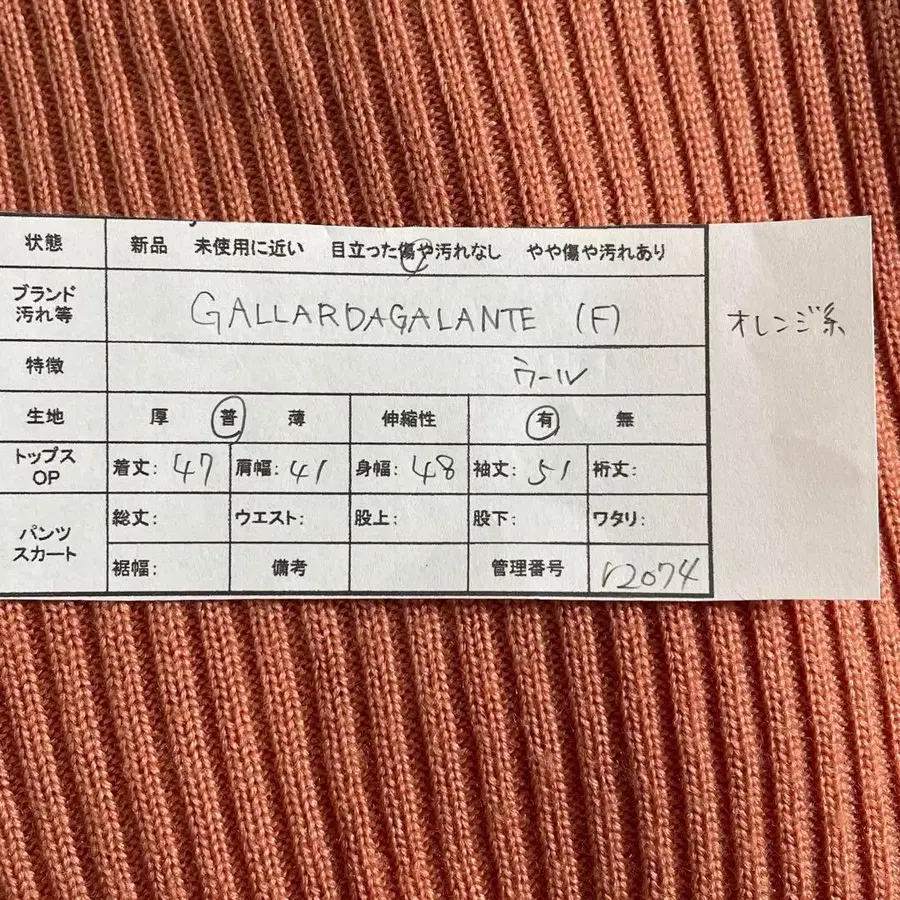 状態 新品 未使用に近い 目立った傷や汚れなし やや傷や汚れあり
ブランド
汚れ等 GALLARDAGALANTE (F)
オレンジ系
特徴 ウール
生地 厚 普 薄 伸縮性 有 無
トップス
OP 着丈: 47 肩幅: 41 身幅: 48 袖丈: 51 裄丈:
パンツ
スカート 総丈: ウエスト: 股上: 股下: ワタリ:
裾幅: 備考 管理番号 r2074